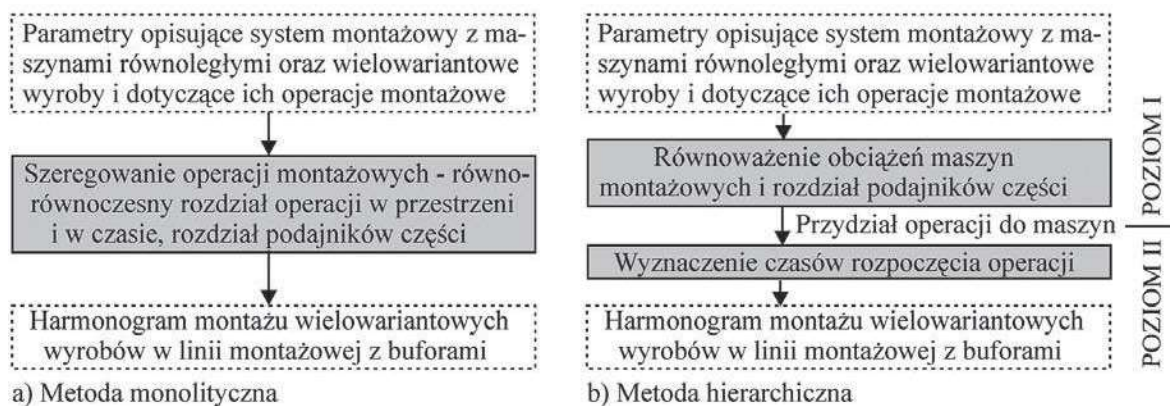 Parametry opisujące system montażowy z ma-
szynami równoległymi oraz wielowariantowe
wyroby i dotyczące ich operacje montażowe
Szeregowanie operacji montażowych - równo-
równoczesny rozdział operacji w przestrzeni
i w czasie, rozdział podajników części
Harmonogram montażu wielowariantowych
wyrobów w linii montażowej z buforami
a) Metoda monolityczna
Parametry opisujące system montażowy z ma-
szynami równoległymi oraz wielowariantowe
wyroby i dotyczące ich operacje montażowe
Równoważenie obciążeń maszyn
montażowych i rozdział podajników części
Przydział operacji do maszyn
Wyznaczenie czasów rozpoczęcia operacji
Harmonogram montażu wielowariantowych
wyrobów w linii montażowej z buforami
b) Metoda hierarchiczna
POZIOM I
POZIOM II